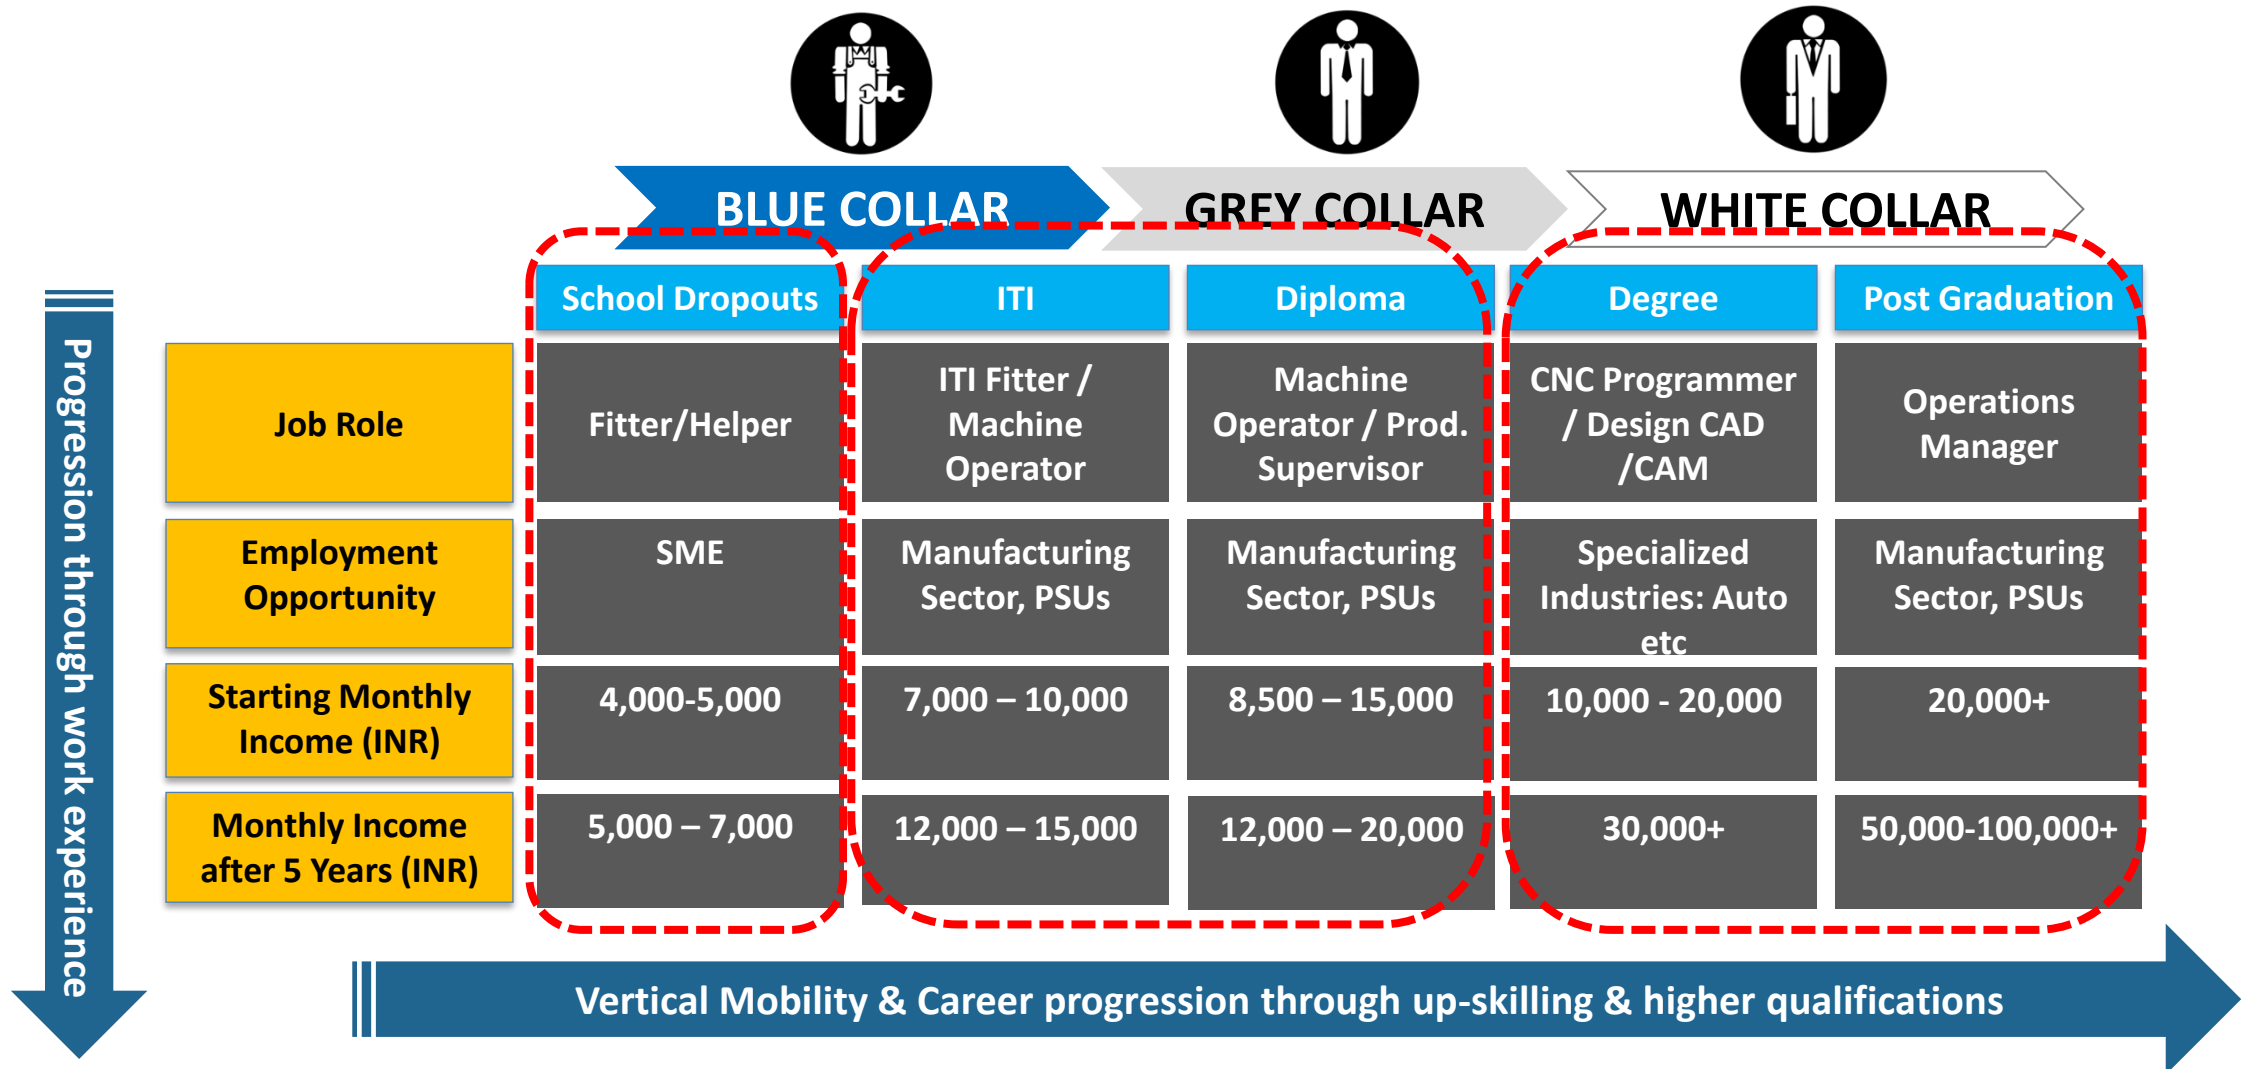 BLUE COLLAR
GREY COLLAR
WHITE COLLAR
School Dropouts
ITI
Diploma
Degree
Post Graduation
Progression through work experience
Job Role
Fitter/Helper
ITI Fitter /
Machine
Operator
Machine
Operator / Prod.
Supervisor
CNC Programmer
/ Design CAD
/CAM
Operations
Manager
Employment
Opportunity
SME
Manufacturing
Sector, PSUs
Manufacturing
Sector, PSUs
Specialized
Industries: Auto
etc
Manufacturing
Sector, PSUs
Starting Monthly
Income (INR)
4,000-5,000
7,000 – 10,000
8,500 – 15,000
10,000 - 20,000
20,000+
Monthly Income
after 5 Years (INR)
5,000 – 7,000
12,000 – 15,000
12,000 – 20,000
30,000+
50,000-100,000+
Vertical Mobility & Career progression through up-skilling & higher qualifications